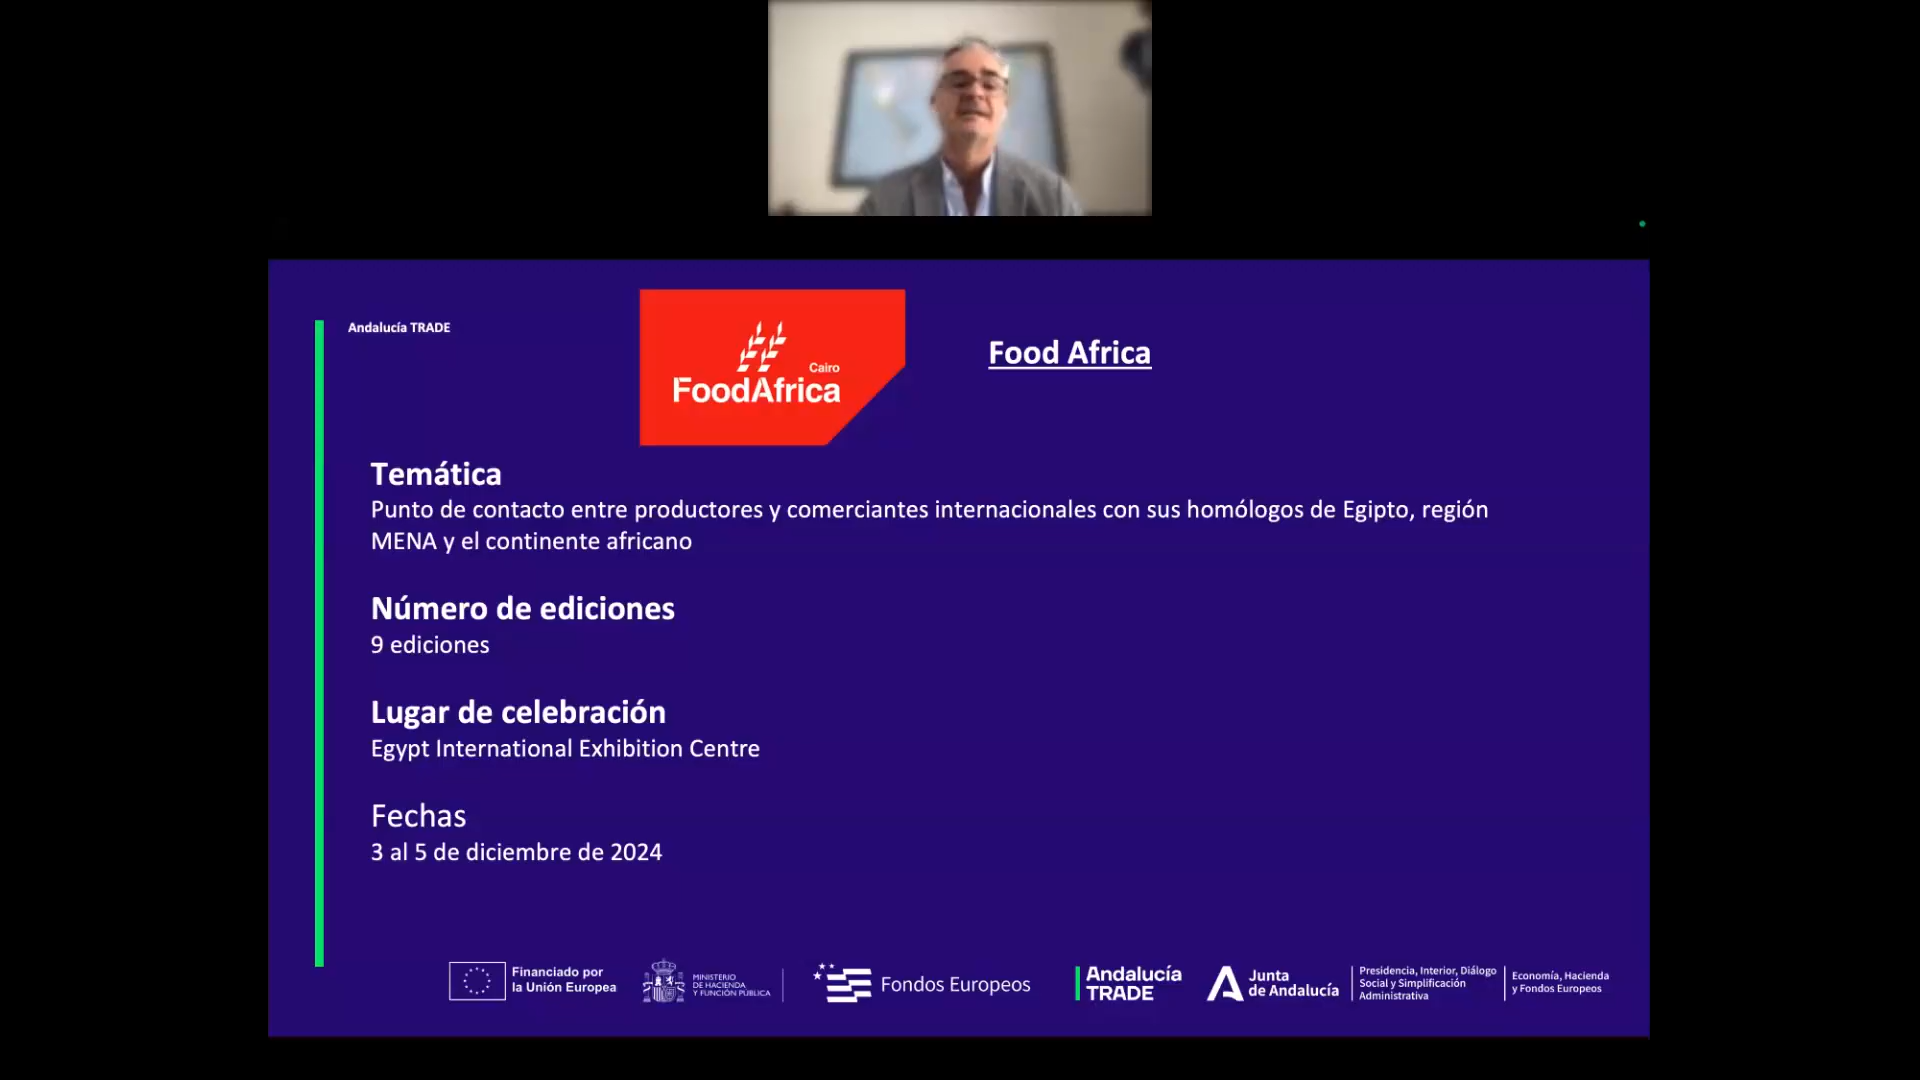 Andalucía TRADE
Cairo
FoodAfrica
Food Africa
Temática
Punto de contacto entre productores y comerciantes internacionales con sus homólogos de Egipto, región
MENA y el continente africano
Número de ediciones
9 ediciones
Lugar de celebración
Egypt International Exhibition Centre
Fechas
3 al 5 de diciembre de 2024
Financiado por
la Unión Europea
MINISTERIO
DE HACIENDA
Y FUNCIÓN PÚBLICA
Fondos Europeos
Andalucía
TRADE
Junta
de Andalucía
Presidencia, Interior, Diálogo
Social y Simplificación
Administrativa
Economía, Hacienda
y Fondos Europeos